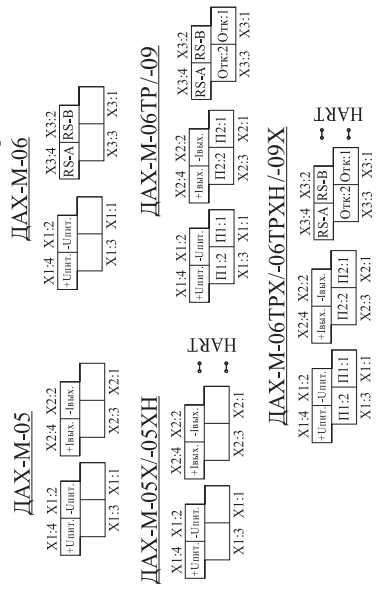 ДАХ-М-05
X1:4 X1:2
+Uпит. -Uпит.
X1:3 X1:1
X2:4 X2:2
+Iвых. -Iвых.
X2:3 X2:1
ДАХ-М-06
X1:4 X1:2
+Uпит. -Uпит.
X1:3 X1:1
X3:4 X3:2
RS-A RS-B
X3:3 X3:1
ДАХ-М-05Х/-05ХН
X1:4 X1:2
+Uпит. -Uпит.
X1:3 X1:1
X2:4 X2:2
+Iвых. -Iвых.
X2:3 X2:1
HART
ДАХ-М-06ТР/-09
X1:4 X1:2
+Uпит. -Uпит.
П1:2 П1:1
X1:3 X1:1
X2:4 X2:2
+Iвых. -Iвых.
П2:2 П2:1
X2:3 X2:1
X3:4 X3:2
RS-A RS-B
Отк:2 Отк:1
X3:3 X3:1
ДАХ-М-06ТРХ/-06ТРХН/-09Х
X1:4 X1:2
+Uпит. -Uпит.
П1:2 П1:1
X1:3 X1:1
X2:4 X2:2
+Iвых. -Iвых.
П2:2 П2:1
X2:3 X2:1
X3:4 X3:2
RS-A RS-B
Отк:2 Отк:1
X3:3 X3:1
HART